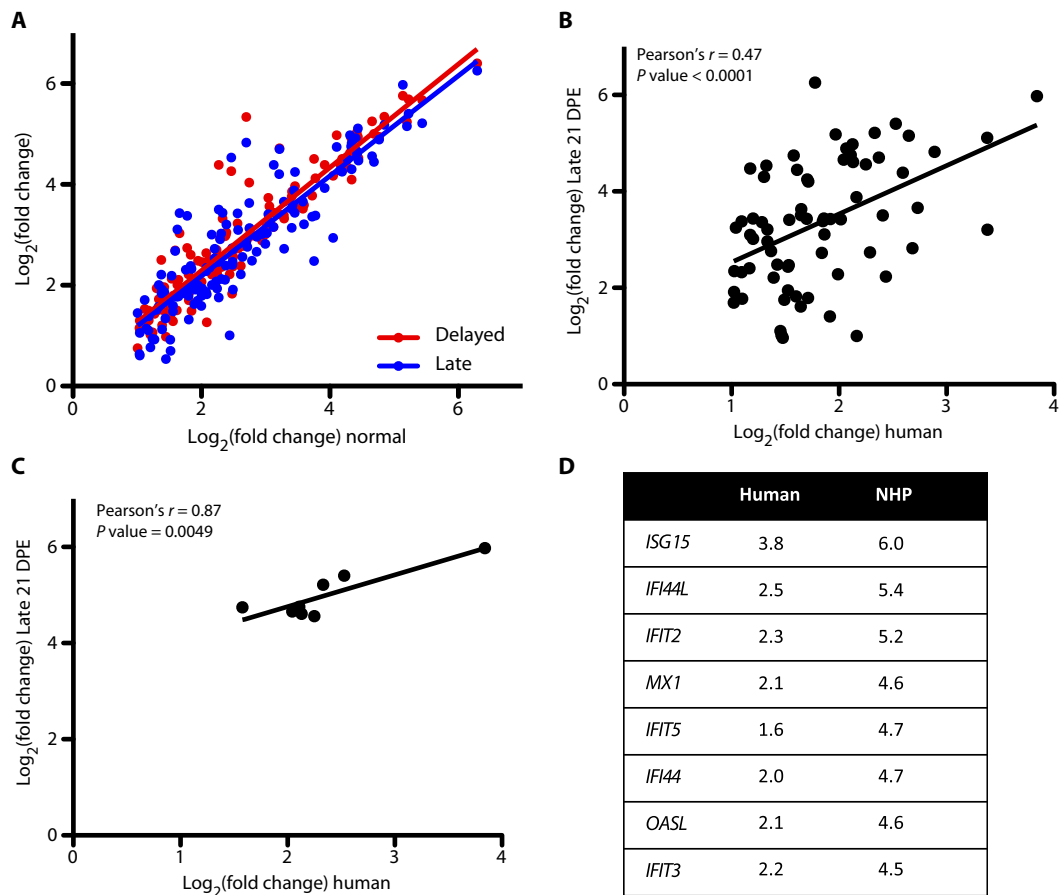 A
Log2(fold change)
6
4
2
0
Delayed
Late
0 2 4 6
Log2(fold change) normal
B
Pearson's r = 0.47
P value < 0.0001
Log2(fold change) Late 21 DPE
6
4
2
0
0 1 2 3 4
Log2(fold change) human
C
Pearson's r = 0.87
P value = 0.0049
Log2(fold change) Late 21 DPE
6
4
2
0
0 1 2 3 4
Log2(fold change) human
D
Human NHP
ISG15 3.8 6.0
IFI44L 2.5 5.4
IFIT2 2.3 5.2
MX1 2.1 4.6
IFIT5 1.6 4.7
IFI44 2.0 4.7
OASL 2.1 4.6
IFIT3 2.2 4.5